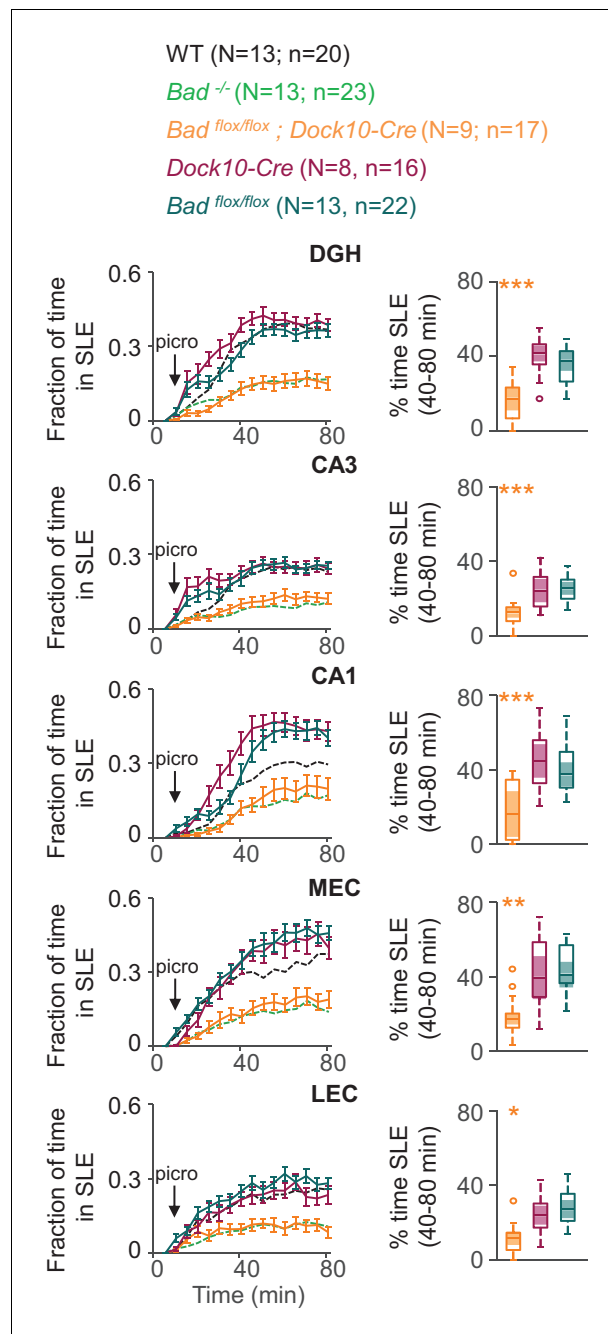 WT (N=13; n=20)
Bad -/- (N=13; n=23)
Bad flox/flox ; Dock10-Cre (N=9; n=17)
Dock10-Cre (N=8, n=16)
Bad flox/flox (N=13, n=22)
DGH
Fraction of time
in SLE
0.6
0.3
0
picro
40
80
% time SLE
(40-80 min)
80
40
0
***
CA3
Fraction of time
in SLE
0.6
0.3
0
picro
40
80
% time SLE
(40-80 min)
80
40
0
***
CA1
Fraction of time
in SLE
0.6
0.3
0
picro
40
80
% time SLE
(40-80 min)
80
40
0
***
MEC
Fraction of time
in SLE
0.6
0.3
0
picro
40
80
% time SLE
(40-80 min)
80
40
0
**
LEC
Fraction of time
in SLE
0.6
0.3
0
picro
0
40
80
Time (min)
% time SLE
(40-80 min)
80
40
0
*